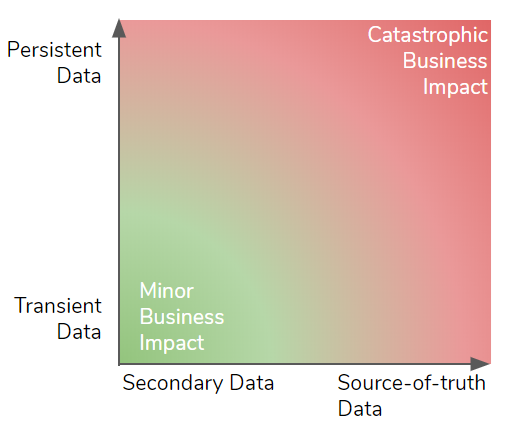 Persistent
Data
Catastrophic
Business
Impact
Transient
Data
Minor
Business
Impact
Secondary Data
Source-of-truth
Data